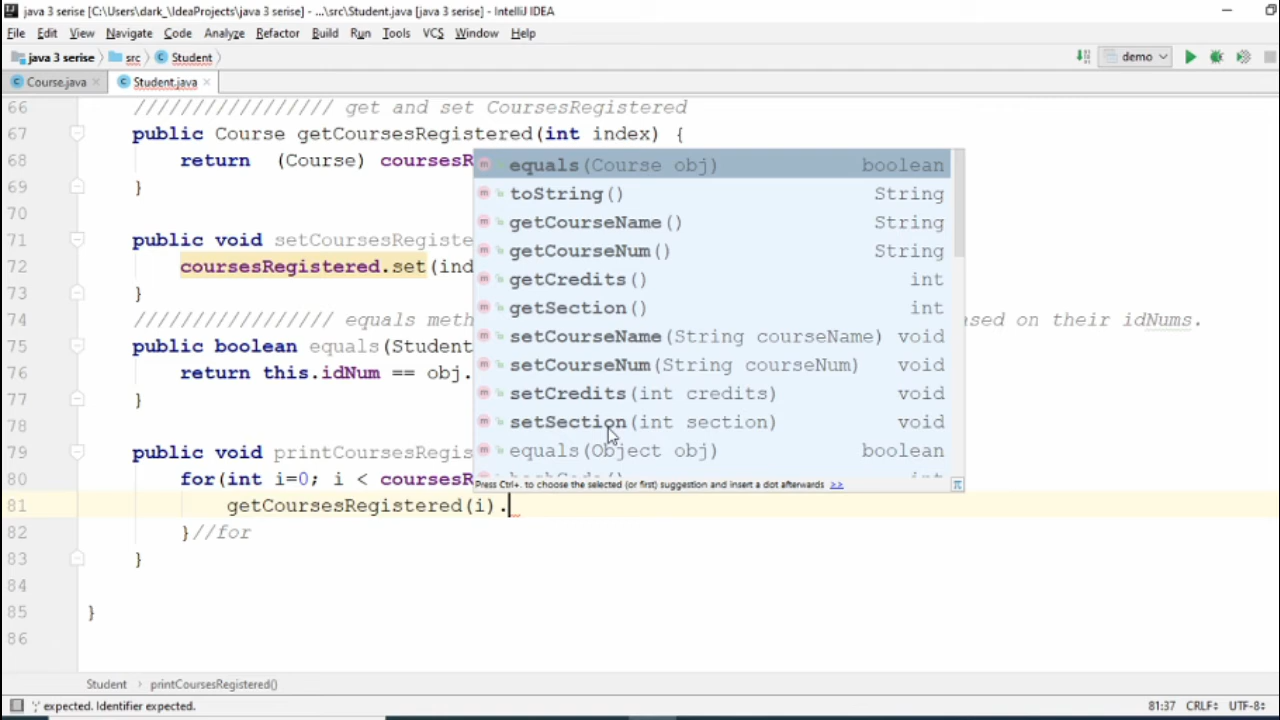 java 3 serise [C:\Users\dark_\IdeaProjects\java 3 serise] - ...\src\Student.java [java 3 serise] - IntelliJ IDEA
File Edit View Navigate Code Analyze Refactor Build Run Tools VCS Window Help
java 3 serise src Student demo
Course.java Student.java
66 ///////////////// get and set CoursesRegistered
67 public Course getCoursesRegistered(int index) {
68 return (Course) coursesR
equals(Course obj) boolean
69 }
toString() String
70
getCourseName() String
71 public void setCoursesRegiste
getCourseNum() String
72 coursesRegistered.set(ind
getCredits() int
73 }
getSection() int
74 ///////////////// equals meth ased on their idNums.
setCourseName(String courseName) void
75 public boolean equals(Student
setCourseNum(String courseNum) void
76 return this.idNum == obj.
setCredits(int credits) void
77 }
setSection(int section) void
78
equals(Object obj) boolean
79 public void printCoursesRegis
hashCode() int
80 for(int i=0; i < coursesR
Press Ctrl+. to choose the selected (or first) suggestion and insert a dot afterwards >>
81 getCoursesRegistered(i).
82 }//for
83 }
84
85 }
86
Student printCoursesRegistered()
';' expected. Identifier expected. 81:37 CRLF UTF-8